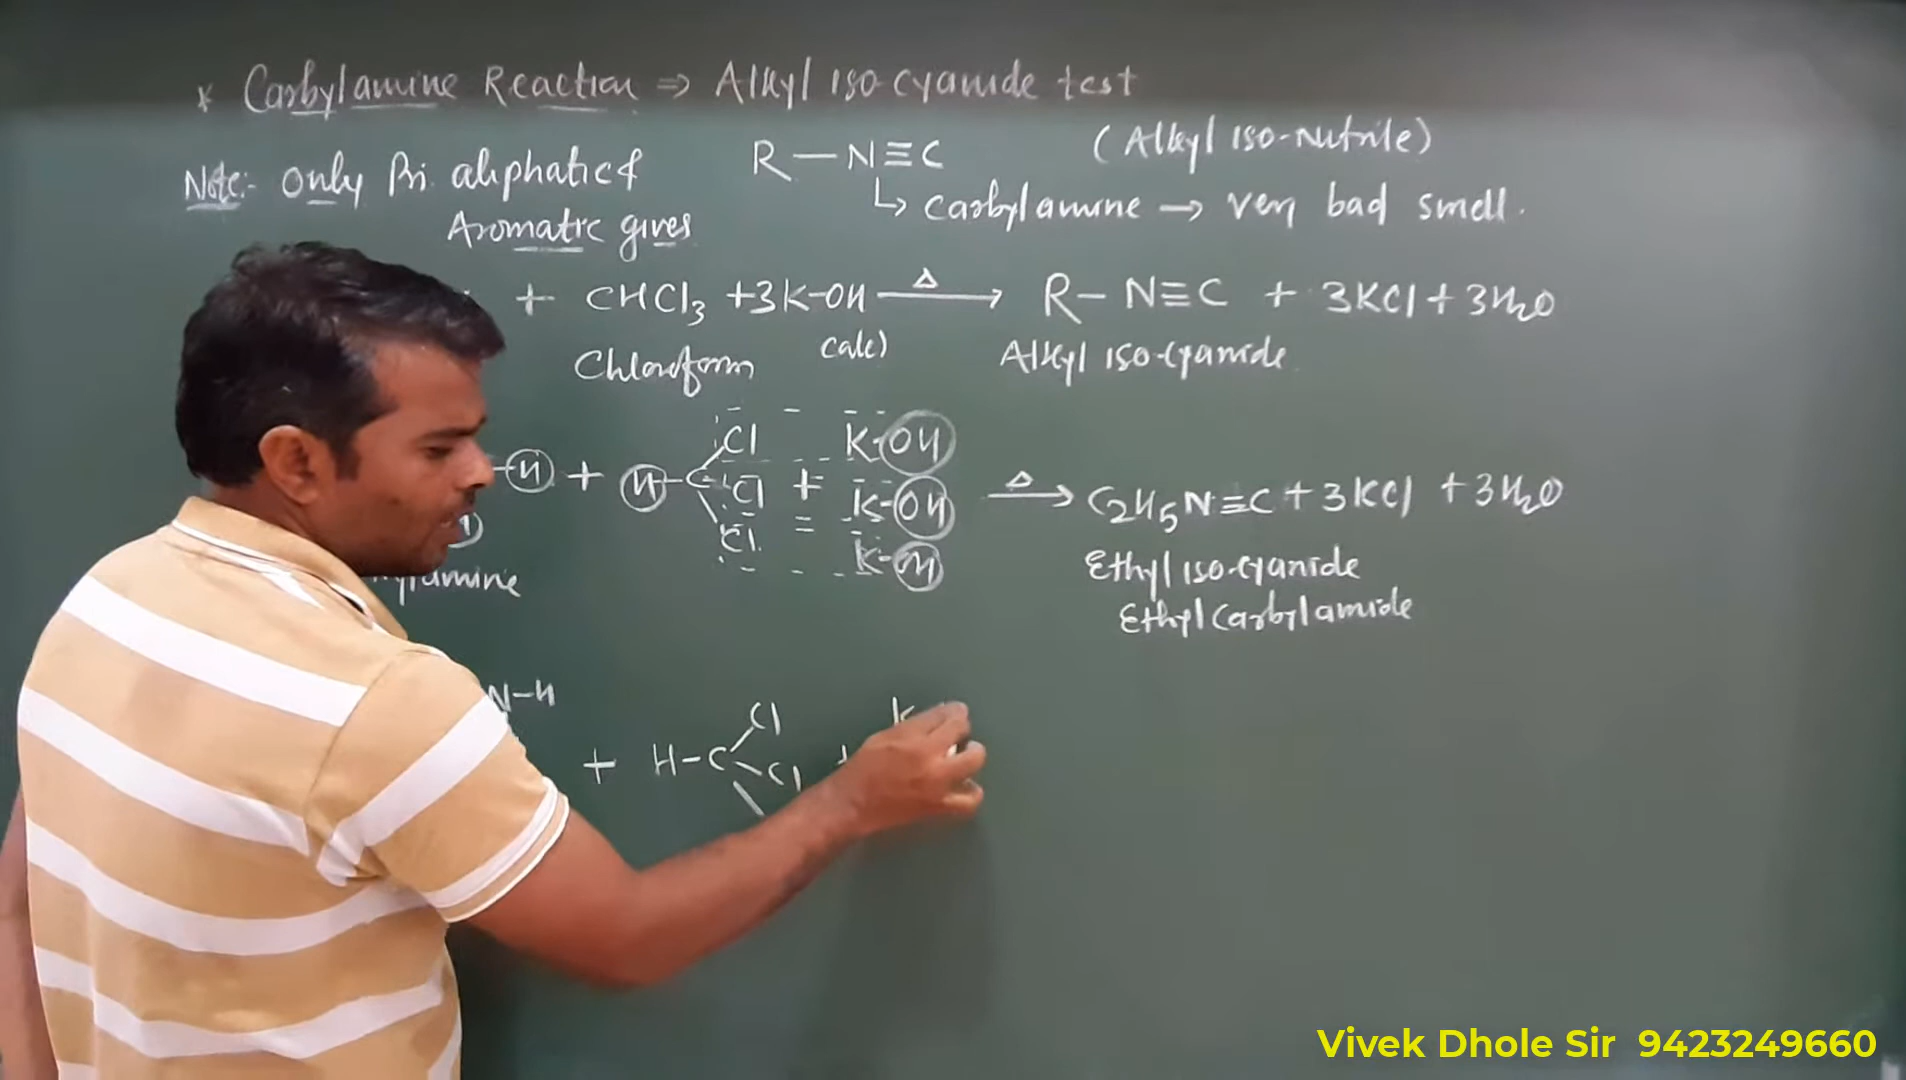 * Carbylamine Reaction ⇒ Alkyl iso cyanide test
Note:- only Pri. aliphatic &
Aromatic gives
R—N≡C (Alkyl iso-Nitrile)
↳ carbylamine → very bad smell.
+ CHCl3 +3K-OH Δ→ R-N≡C + 3KCl + 3H2O
Chloroform (alc) Alkyl iso-cyanide
-H + H-C Cl Cl Cl + K-OH K-OH K-OH Δ→ C2H5N≡C + 3KCl + 3H2O
Ethyl iso-cyanide
Ethyl carbylamide
N-H
+ H-C Cl Cl + K
Vivek Dhole Sir 9423249660